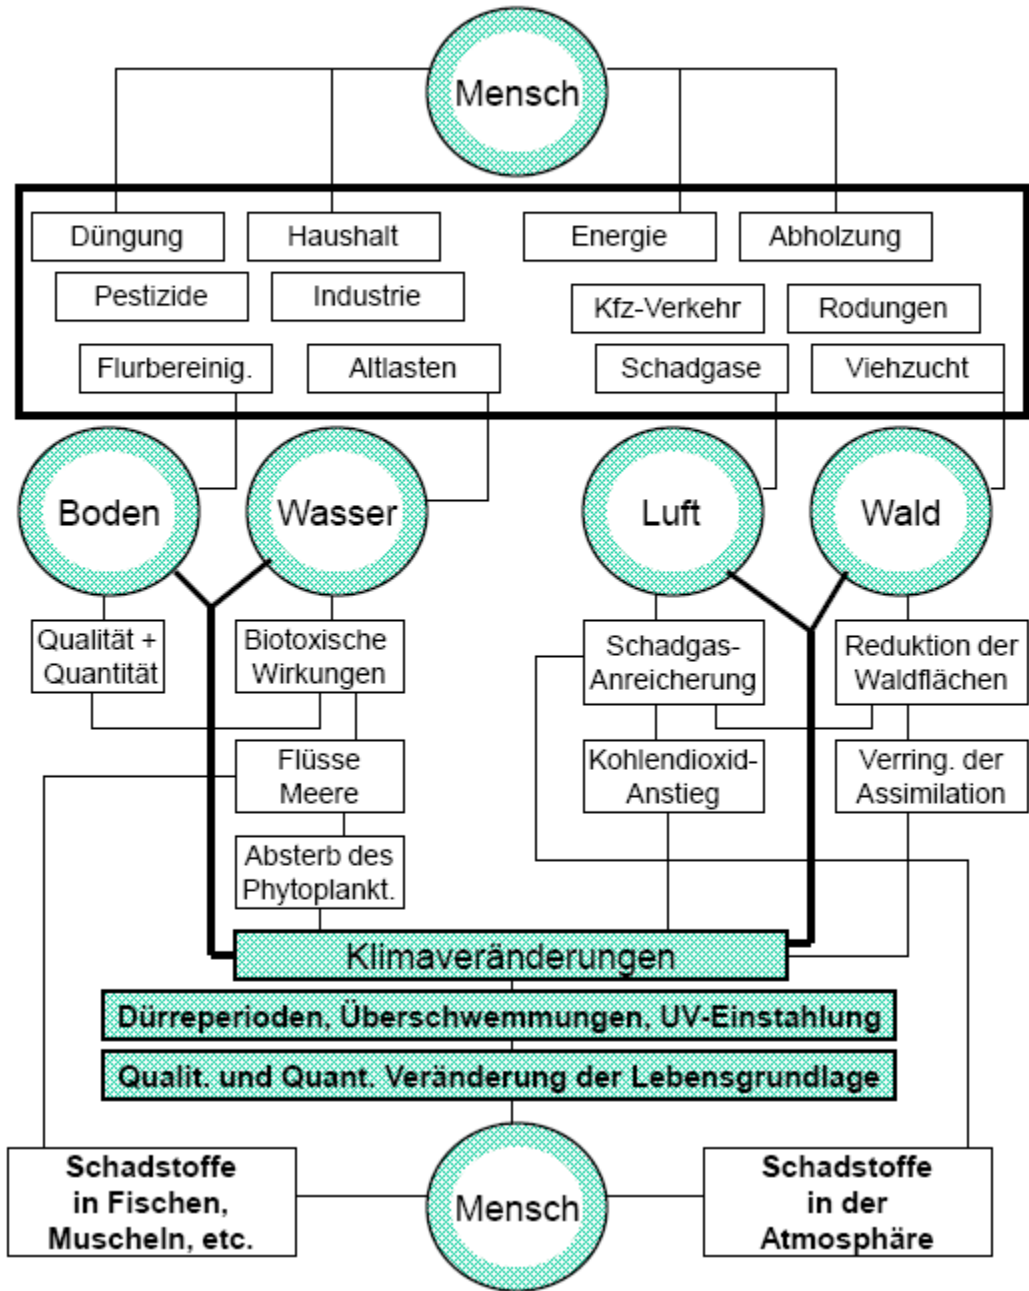 Mensch
Düngung
Haushalt
Energie
Abholzung
Pestizide
Industrie
Kfz-Verkehr
Rodungen
Flurbereinig.
Altlasten
Schadgase
Viehzucht
Boden
Wasser
Luft
Wald
Qualität +
Quantität
Biotoxische
Wirkungen
Schadgas-
Anreicherung
Reduktion der
Waldflächen
Flüsse
Meere
Kohlendioxid-
Anstieg
Verring. der
Assimilation
Absterb des
Phytoplankt.
Klimaveränderungen
Dürreperioden, Überschwemmungen, UV-Einstahlung
Qualit. und Quant. Veränderung der Lebensgrundlage
Schadstoffe
in Fischen,
Muscheln, etc.
Mensch
Schadstoffe
in der
Atmosphäre